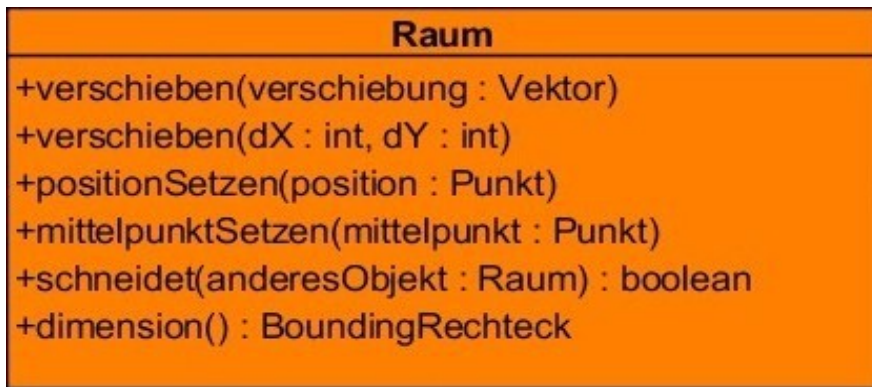 Raum
+verschieben(verschiebung : Vektor)
+verschieben(dX : int, dY : int)
+positionSetzen(position : Punkt)
+mittelpunktSetzen(mittelpunkt : Punkt)
+schneidet(anderesObjekt : Raum) : boolean
+dimension() : BoundingRechteck